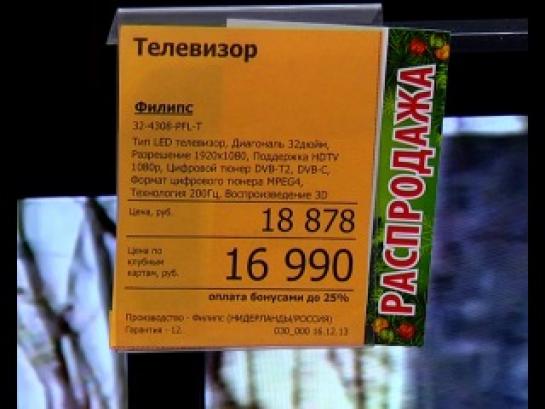 Телевизор
Филипс
32-4308-PFL-T
Тип LED телевизор, Диагональ 32дюйм,
Разрешение 1920x1080, Поддержка HDTV
1080p, Цифровой тюнер DVB-T2, DVB-C,
Формат цифрового тюнера MPEG4,
Технология 200Гц, Воспроизведение 3D
Цена, руб. 18 878
Цена по
клубным
картам, руб. 16 990
оплата бонусами до 25%
Производство - Филипс (НИДЕРЛАНДЫ/РОССИЯ)
Гарантия - 12. 030_000 16.12.13
РАСПРОДАЖА